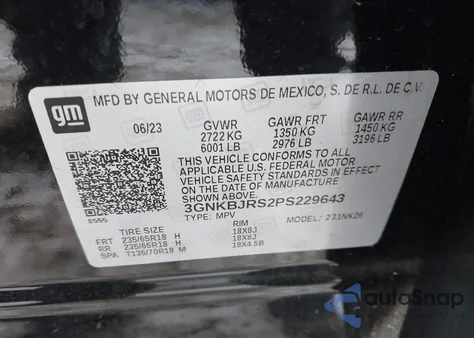 gm
MFD BY GENERAL MOTORS DE MEXICO, S. DE R.L. DE C.V.
06/23 GVWR GAWR FRT GAWR RR
2722 KG 1350 KG 1450 KG
6001 LB 2976 LB 3196 LB
THIS VEHICLE CONFORMS TO ALL
APPLICABLE U.S. FEDERAL MOTOR
VEHICLE SAFETY STANDARDS IN EFFECT
ON THE DATE OF MANUFACTURE
SHOWN ABOVE.
3GNKBJRS2PS229643
8555 TYPE: MPV MODEL: 231NK26
TIRE SIZE RIM
FRT 235/65R18 H 18X8J
RR 235/65R18 H 18X8J
SPA T135/70R18 M 18X4.5B
autoSnap